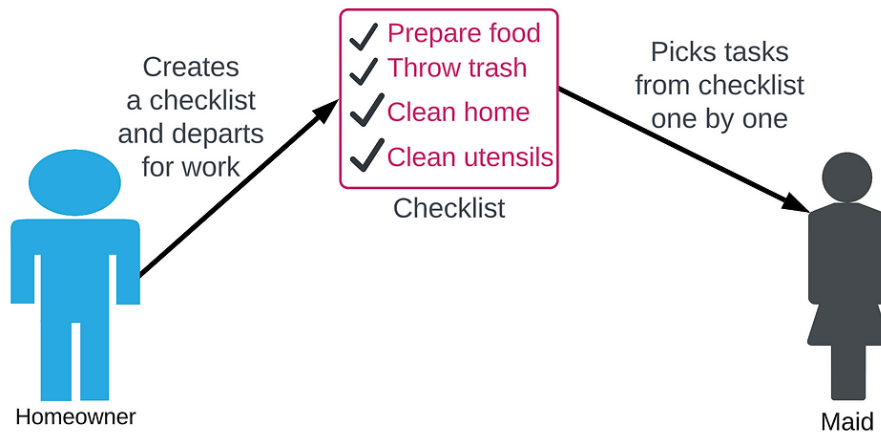 Creates
a checklist
and departs
for work
Prepare food
Throw trash
Clean home
Clean utensils
Checklist
Picks tasks
from checklist
one by one
Homeowner
Maid